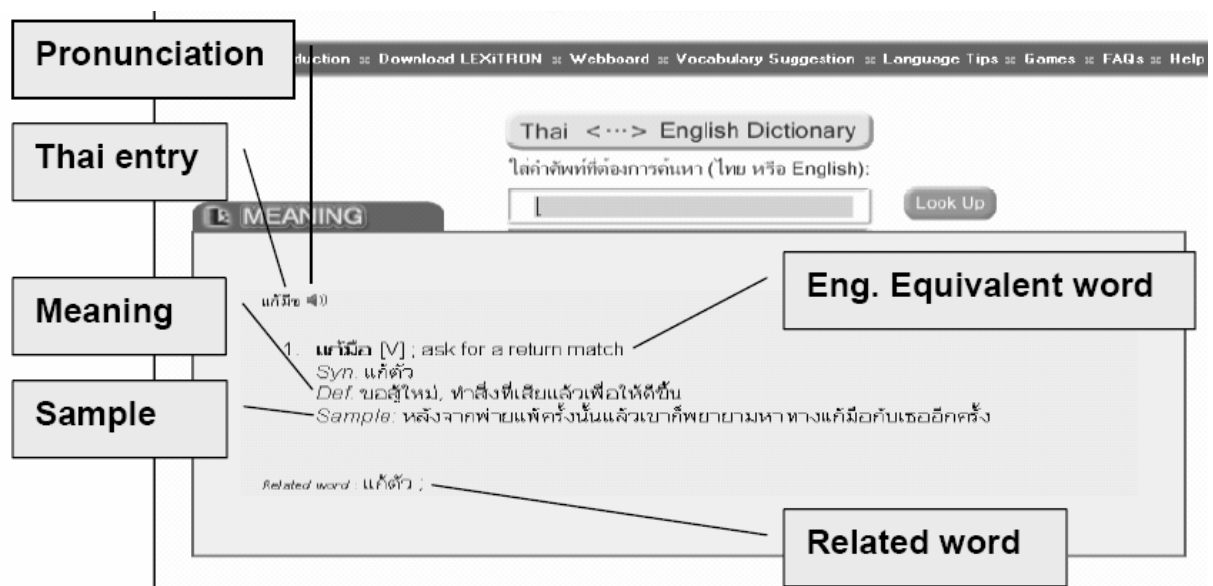 Pronunciation
duction :: Download LEXiTRON :: Webboard :: Vocabulary Suggestion :: Language Tips :: Games :: FAQs :: Help
Thai entry
Thai <···> English Dictionary
ใส่คำศัพท์ที่ต้องการค้นหา (ไทย หรือ English):
Look Up
MEANING
Eng. Equivalent word
Meaning
แก้มือ
1. แก้มือ [V] ; ask for a return match
Syn. แก้ตัว
Def. ขอสู้ใหม่, ทำสิ่งที่เสียแล้วเพื่อให้ดีขึ้น
Sample
Sample: หลังจากพ่ายแพ้ครั้งนั้นแล้วเขาก็พยายามหาทางแก้มือกับเธออีกครั้ง
Related word : แก้ตัว ;
Related word